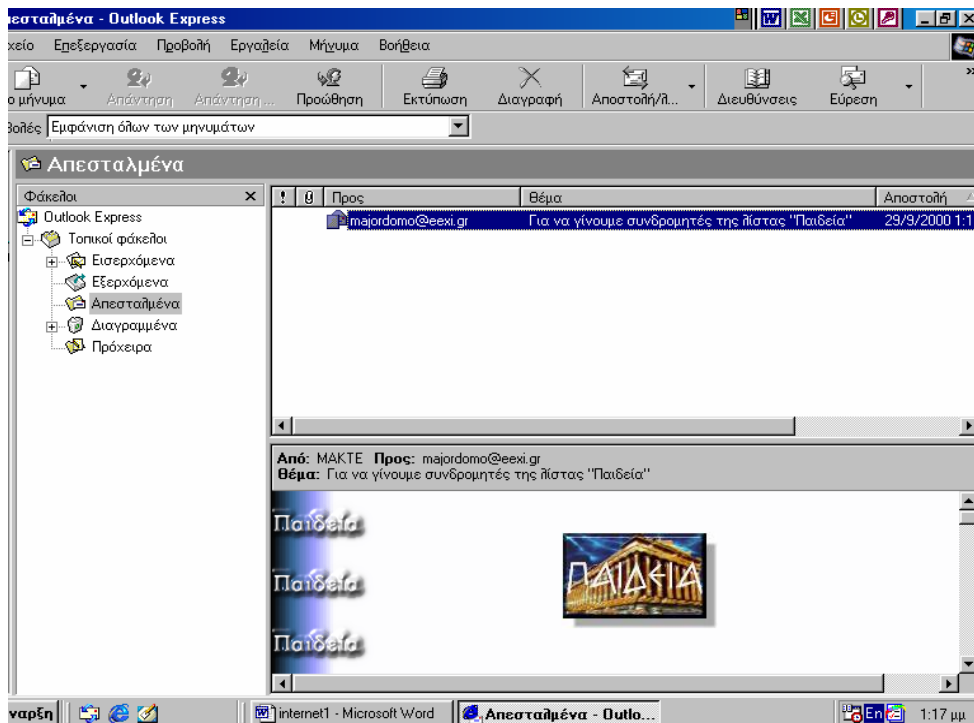 εσταλμένα - Outlook Express
χείο Επεξεργασία Προβολή Εργαλεία Μήνυμα Βοήθεια
ο μήνυμα Απάντηση Απάντηση ... Προώθηση Εκτύπωση Διαγραφή Αποστολή/λ... Διευθύνσεις Εύρεση »
βολές Εμφάνιση όλων των μηνυμάτων
Απεσταλμένα
Φάκελοι
! Προς Θέμα Αποστολή
Outlook Express
majordomo@eexi.gr Για να γίνουμε συνδρομητές της λίστας "Παιδεία" 29/9/2000 1:1
Τοπικοί φάκελοι
Εισερχόμενα
Εξερχόμενα
Απεσταλμένα
Διαγραμμένα
Πρόχειρα
Από: MAKTE Προς: majordomo@eexi.gr
Θέμα: Για να γίνουμε συνδρομητές της λίστας "Παιδεία"
Παιδεία
ΠΑΙΔΕΙΑ
Παιδεία
Παιδεία
ναρξη internet1 - Microsoft Word Απεσταλμένα - Outlo... En 1:17 μμ